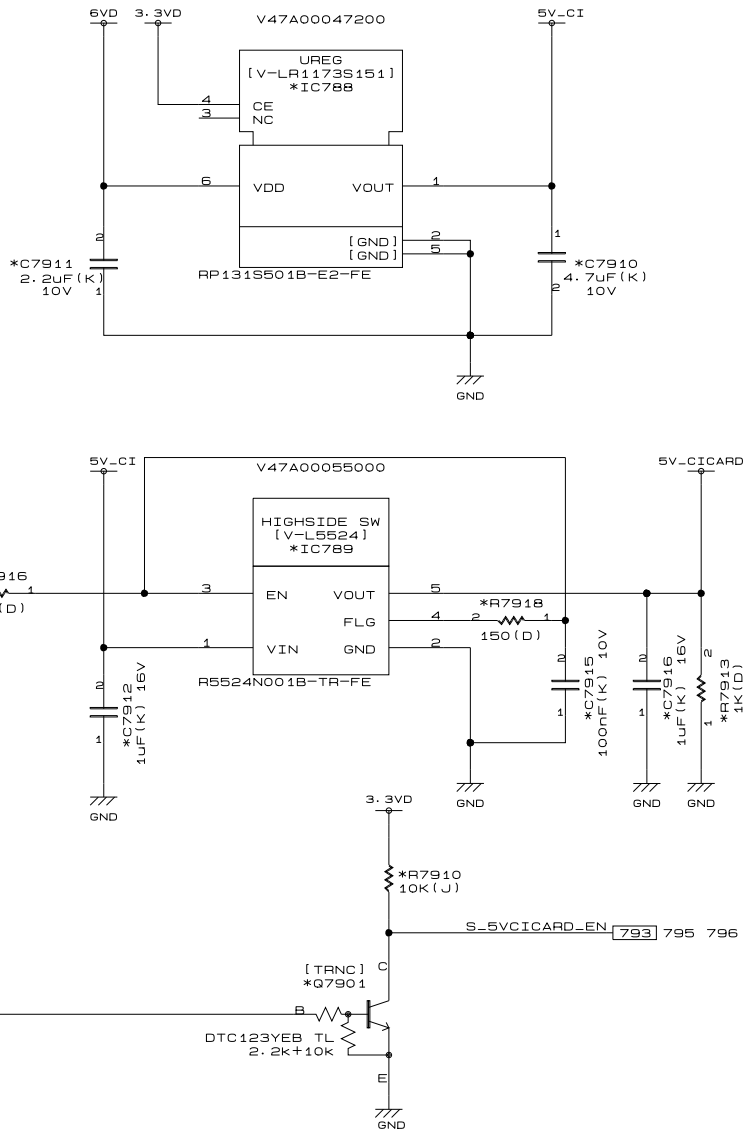 6VD 3.3VD V47A00047200 5V_CI
UREG
[V-LR1173S151]
*IC788
4 CE
3 NC
6 VDD VOUT 1
2 [GND] 2 1
[GND] 5
*C7911 *C7910
2.2uF(K) RP131S501B-E2-FE 4.7uF(K)
1 10V 2 10V
GND
5V_CI V47A00055000 5V_CICARD
HIGHSIDE SW
[V-L5524]
*IC789
916 1
(D)
3 EN VOUT 5
*R7918
FLG 4 2 1
150(D)
1 VIN GND 2
R5524N001B-TR-FE
2 1 *C7912
1uF(K) 16V
2 1 *C7915
100nF(K) 10V
2 1 *C7916
1uF(K) 16V
2 1 *R7913
1K(D)
GND GND GND GND
3.3VD
*R7910
10K(J)
S_5VCICARD_EN 793 795 796
[TRNC] C
*Q7901
B
DTC123YEB TL
2.2k+10k
E
GND